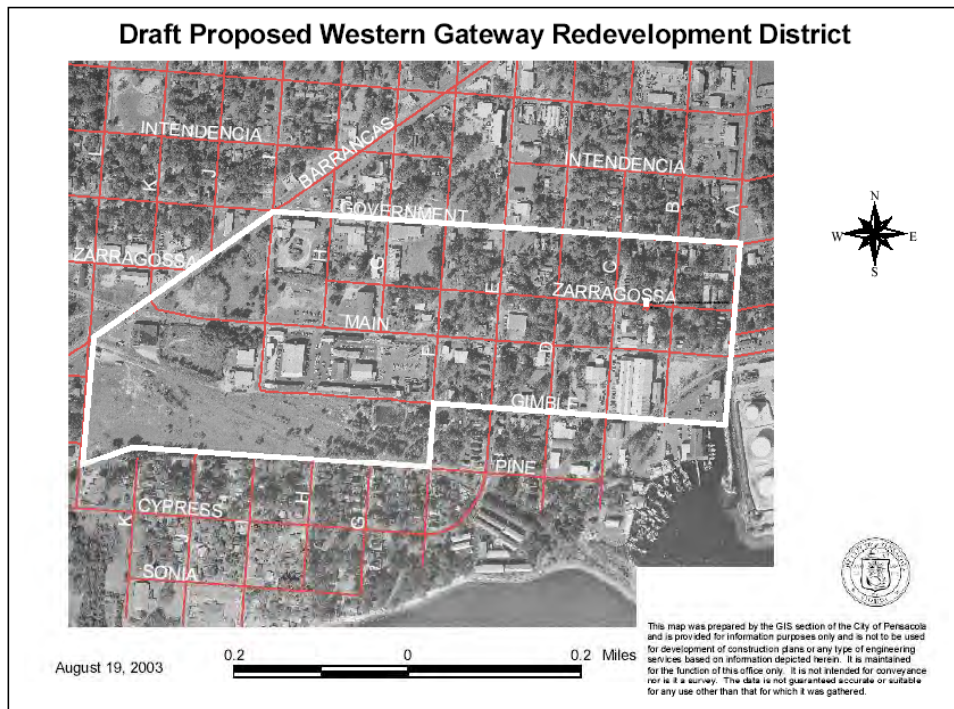 Draft Proposed Western Gateway Redevelopment District
INTENDENCIA
BARRANCAS
INTENDENCIA
L
K
J
I
B
A
GOVERNMENT
ZARRAGOSSA
H
G
E
C
ZARRAGOSSA
MAIN
F
D
GIMBLE
PINE
K
CYPRESS
J
I
H
G
SONIA
N
W
E
S
August 19, 2003
0.2
0
0.2 Miles
This map was prepared by the GIS section of the City of Pensacola
and is provided for information purposes only and is not to be used
for development of construction plans or any type of engineering
services based on information depicted herein. It is maintained
for the function of this office only. It is not intended for conveyance
nor is it a survey. The data is not guaranteed accurate or suitable
for any use other than that for which it was gathered.